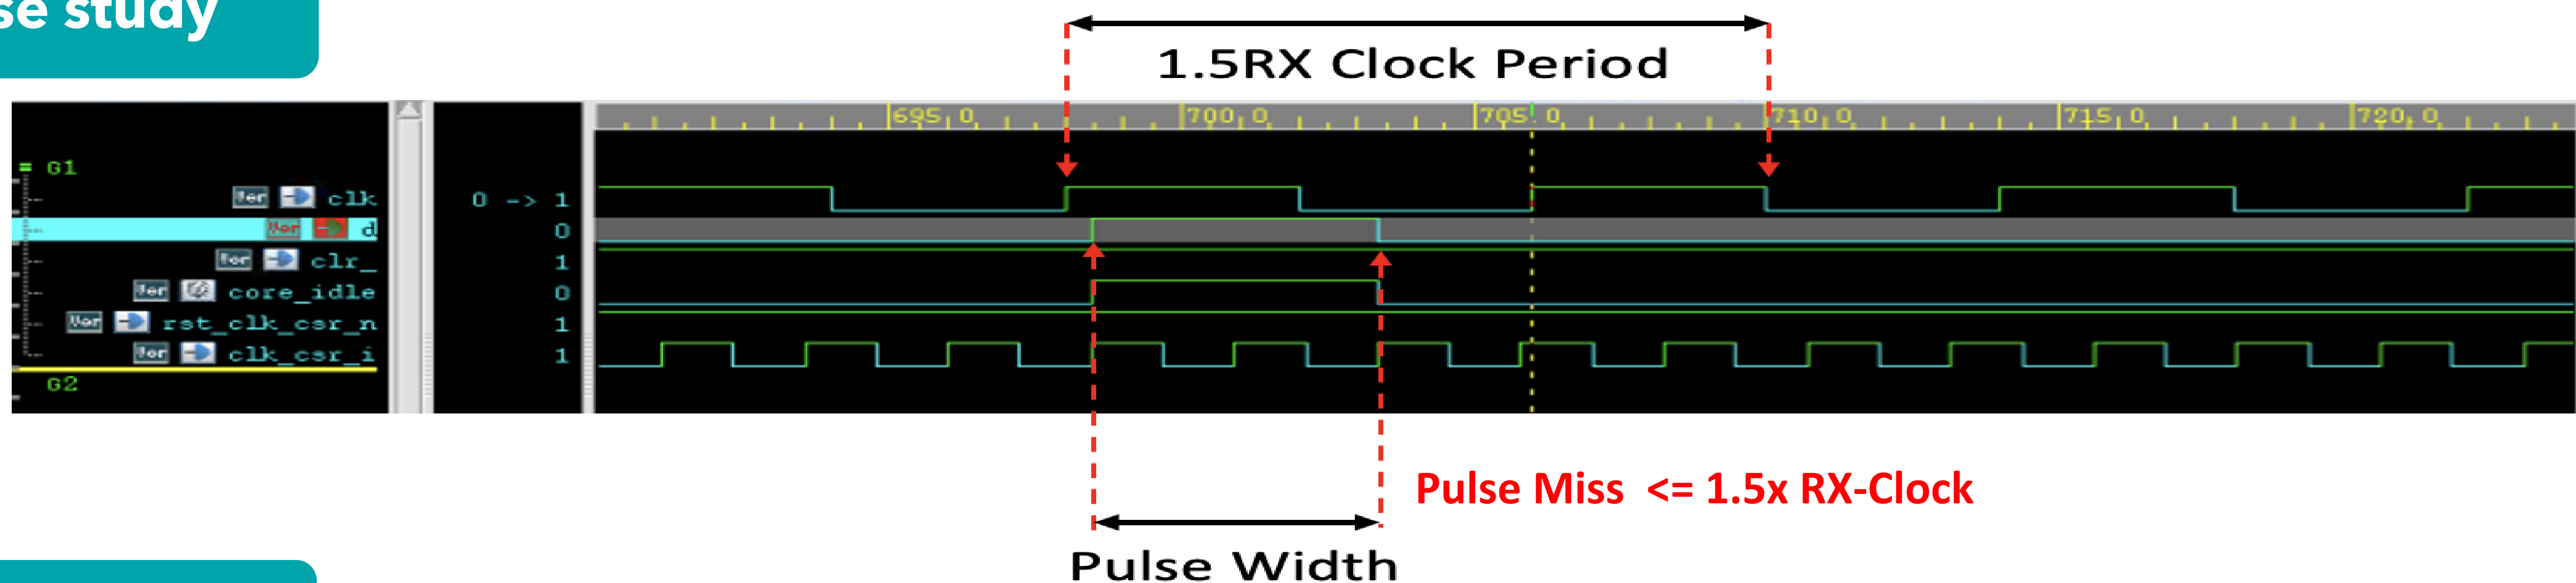 se study
1.5RX Clock Period
695.0 700.0 705.0 710.0 715.0 720.0
G1
clk 0 -> 1
d 0
clr_ 1
core_idle 0
rst_clk_csr_n 1
clk_csr_i 1
G2
Pulse Miss <= 1.5x RX-Clock
Pulse Width